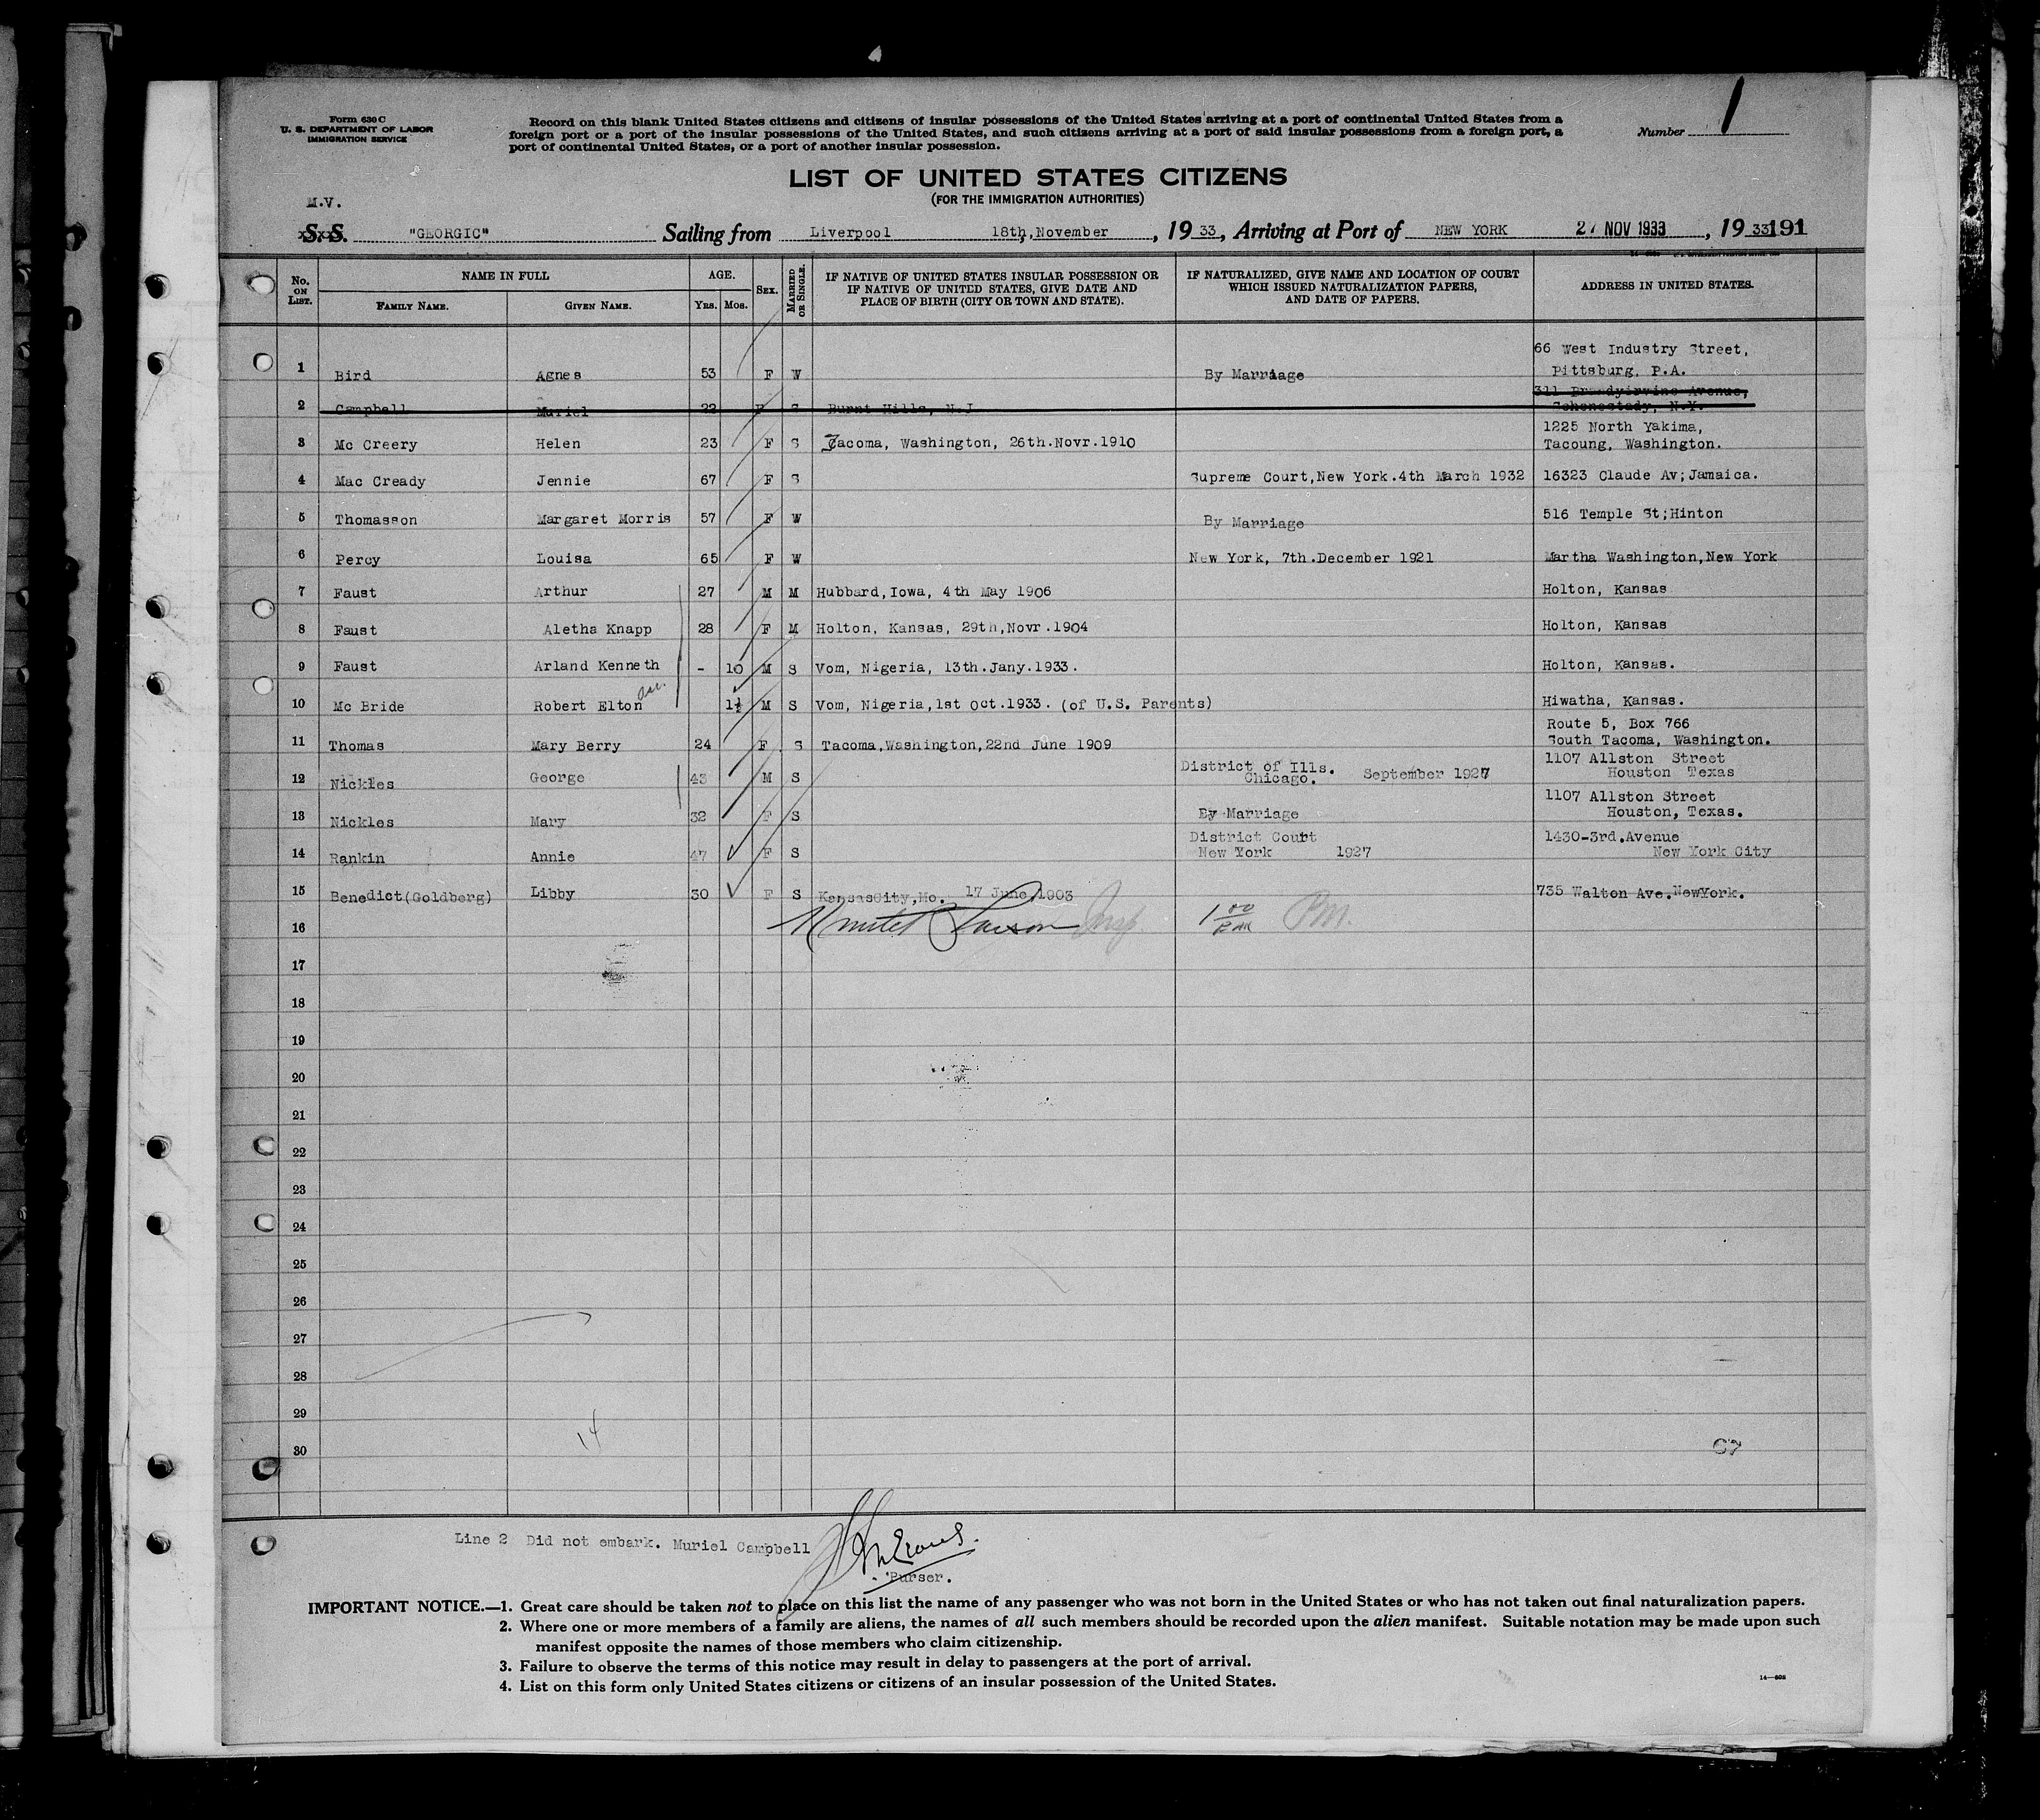 Form 630 C
U. S. DEPARTMENT OF LABOR
IMMIGRATION SERVICE
Record on this blank United States citizens and citizens of insular possessions of the United States arriving at a port of continental United States from a
foreign port or a port of the insular possessions of the United States, and such citizens arriving at a port of said insular possessions from a foreign port, a
port of continental United States, or a port of another insular possession.
Number 1
LIST OF UNITED STATES CITIZENS
(FOR THE IMMIGRATION AUTHORITIES)
M.V.
S.S. "GEORGIC" Sailing from Liverpool 18th, November, 1933, Arriving at Port of NEW YORK 27 NOV 1933, 1933 191
No. ON LIST. NAME IN FULL AGE. SEX. MARRIED OR SINGLE. IF NATIVE OF UNITED STATES INSULAR POSSESSION OR IF NATIVE OF UNITED STATES, GIVE DATE AND PLACE OF BIRTH (CITY OR TOWN AND STATE). IF NATURALIZED, GIVE NAME AND LOCATION OF COURT WHICH ISSUED NATURALIZATION PAPERS, AND DATE OF PAPERS. ADDRESS IN UNITED STATES.
FAMILY NAME. GIVEN NAME. YRS. MOS.
66 West Industry Street,
1 Bird Agnes 53 F W By Marriage Pittsburg, P.A.
2 Campbell Muriel 22 F S Burnt Hills, N.J Schenestady, N.Y.
1225 North Yakima,
3 Mc Creery Helen 23 F S Tacoma, Washington, 26th.Novr.1910 Tacoung, Washington.
4 Mac Cready Jennie 67 F S Supreme Court,New York.4th March 1932 16323 Claude Av;Jamaica.
5 Thomasson Margaret Morris 57 F W By Marriage 516 Temple St;Hinton
6 Percy Louisa 65 F W New York, 7th.December 1921 Martha Washington,New York
7 Faust Arthur 27 M M Hubbard,Iowa, 4th May 1906 Holton, Kansas
8 Faust Aletha Knapp 28 F M Holton, Kansas, 29th,Novr.1904 Holton, Kansas
9 Faust Arland Kenneth - 10 M S Vom, Nigeria, 13th.Jany.1933. Holton, Kansas.
10 Mc Bride Robert Elton 1½ M S Vom, Nigeria,1st Oct.1933. (of U.S. Parents) Hiwatha, Kansas.
Route 5, Box 766
11 Thomas Mary Berry 24 F S Tacoma,Washington,22nd June 1909 South Tacoma, Washington.
12 Nickles George 43 M S District of Ills. Chicago. September 1927 1107 Allston Street
Houston Texas
1107 Allston Street
13 Nickles Mary 32 F S By Marriage Houston, Texas.
District Court 1430-3rd.Avenue
14 Rankin Annie 47 F S New York 1927 New York City
15 Benedict(Goldberg) Libby 30 F S KansasCity,Mo. 17 June,1903 735 Walton Ave.NewYork.
16
17
18
19
20
21
22
23
24
25
26
27
28
29
14
30
Line 2 Did not embark. Muriel Campbell
Purser.
IMPORTANT NOTICE.—1. Great care should be taken not to place on this list the name of any passenger who was not born in the United States or who has not taken out final naturalization papers.
2. Where one or more members of a family are aliens, the names of all such members should be recorded upon the alien manifest. Suitable notation may be made upon such
manifest opposite the names of those members who claim citizenship.
3. Failure to observe the terms of this notice may result in delay to passengers at the port of arrival.
4. List on this form only United States citizens or citizens of an insular possession of the United States.